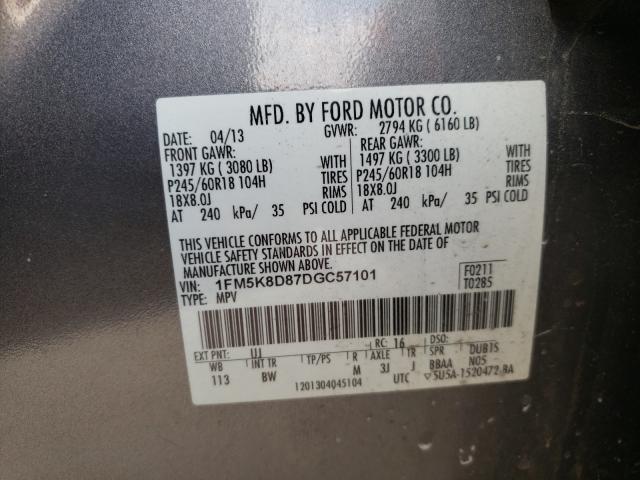 MFD. BY FORD MOTOR CO.
DATE: 04/13 GVWR: 2794 KG ( 6160 LB)
FRONT GAWR: REAR GAWR:
1397 KG ( 3080 LB) WITH 1497 KG ( 3300 LB) WITH
P245/60R18 104H TIRES P245/60R18 104H TIRES
18X8.0J RIMS 18X8.0J RIMS
AT 240 kPa/ 35 PSI COLD AT 240 kPa/ 35 PSI COLD
THIS VEHICLE CONFORMS TO ALL APPLICABLE FEDERAL MOTOR
VEHICLE SAFETY STANDARDS IN EFFECT ON THE DATE OF
MANUFACTURE SHOWN ABOVE.
VIN: 1FM5K8D87DGC57101 F0211
TYPE: MPV T0285
EXT PNT: UJ RC: 16 DSO:
WB INT TR TP/PS R AXLE TR SPR DUB1S
113 BW M 3J J BBAA N05
1201304045104 UTC 5U5A-1520472-BA